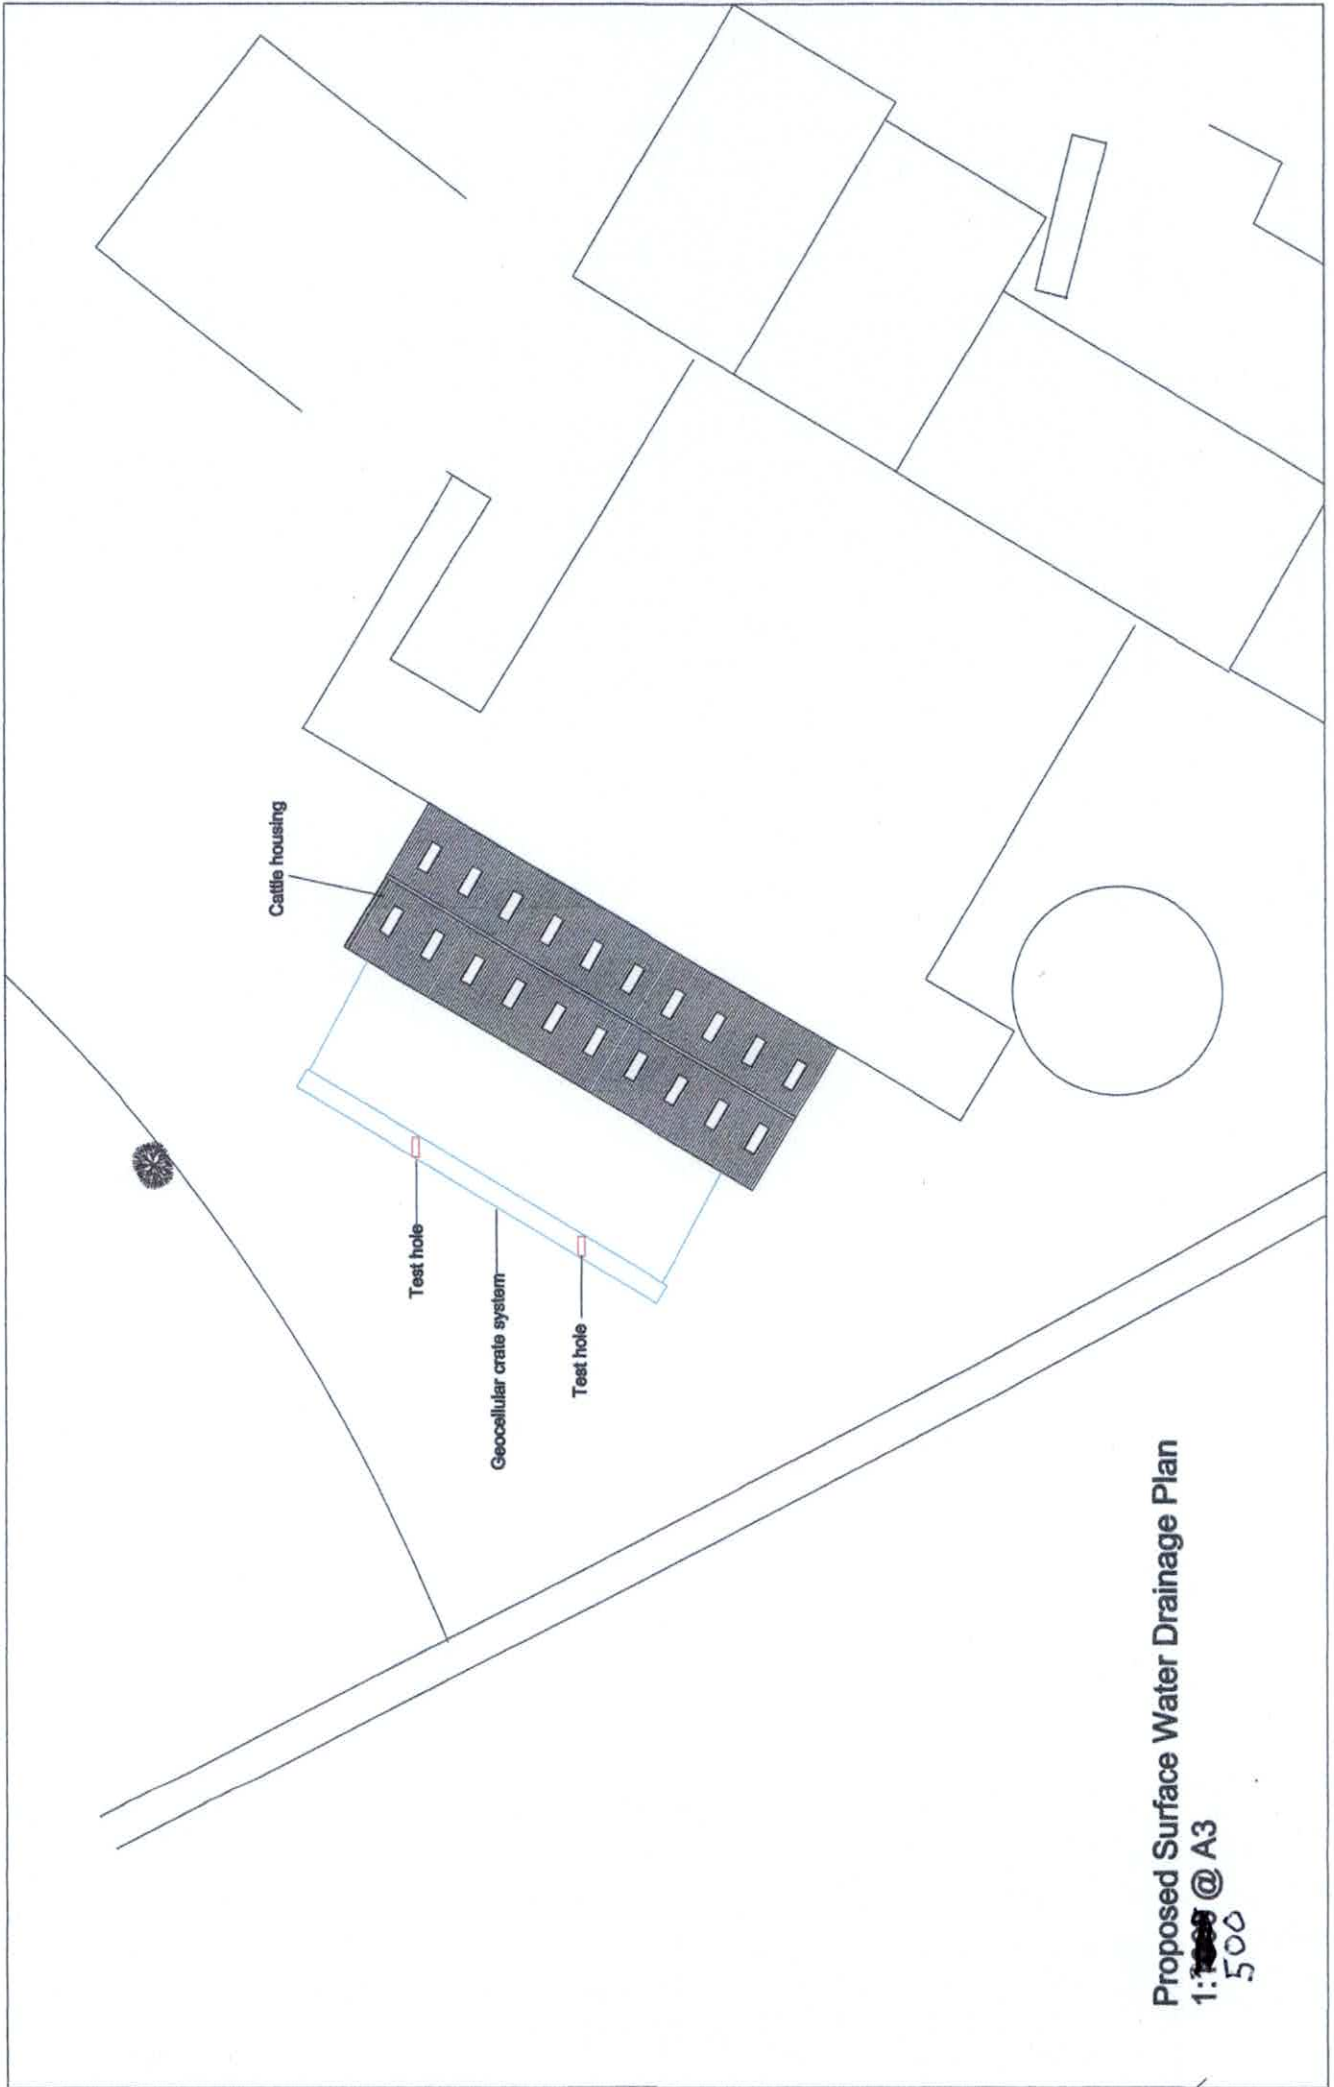 Cattle housing
Test hole
Geocellular crate system
Test hole
Proposed Surface Water Drainage Plan
1: @ A3
500